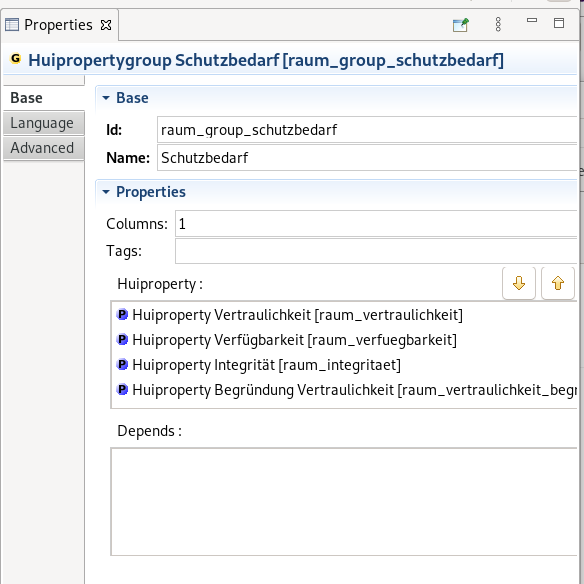 Properties
G Huipropertygroup Schutzbedarf [raum_group_schutzbedarf]
Base
Language
Advanced
Base
Id: raum_group_schutzbedarf
Name: Schutzbedarf
Properties
Columns: 1
Tags:
Huiproperty :
P Huiproperty Vertraulichkeit [raum_vertraulichkeit]
P Huiproperty Verfügbarkeit [raum_verfuegbarkeit]
P Huiproperty Integrität [raum_integritaet]
P Huiproperty Begründung Vertraulichkeit [raum_vertraulichkeit_begr
Depends :